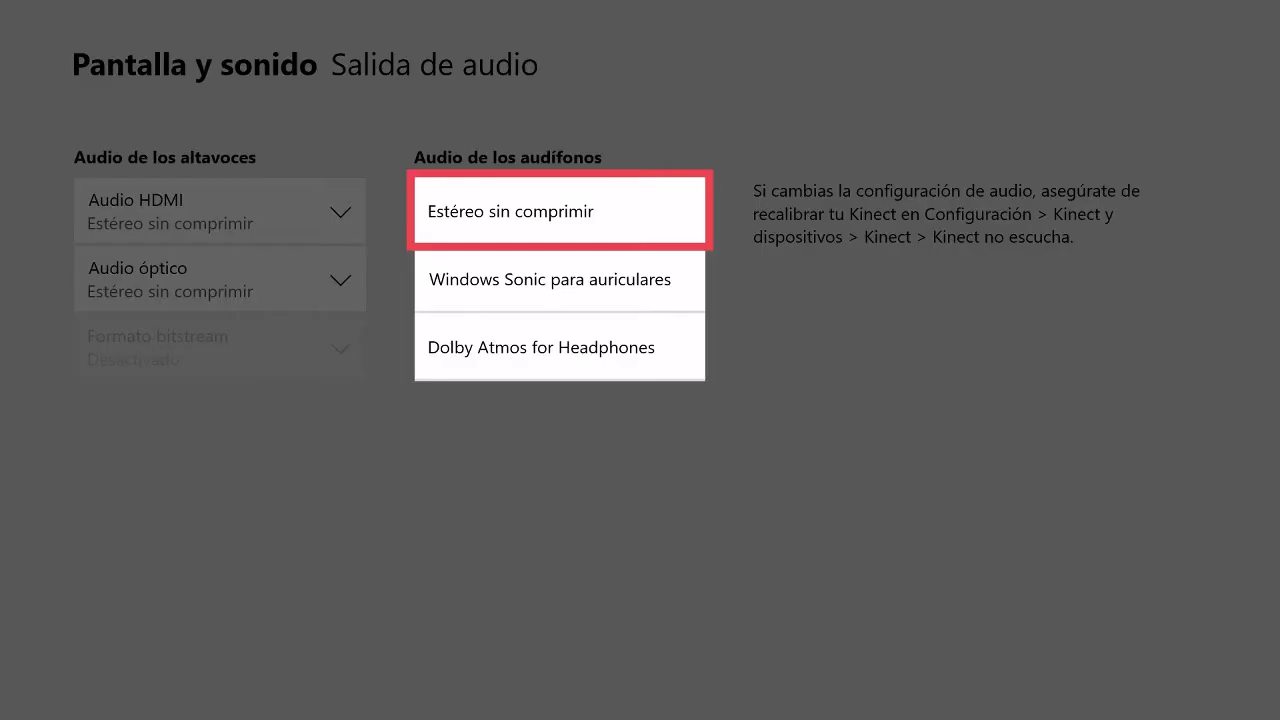 Pantalla y sonido Salida de audio
Audio de los altavoces
Audio HDMI
Estéreo sin comprimir
Audio óptico
Estéreo sin comprimir
Formato bitstream
Desactivado
Audio de los audífonos
Estéreo sin comprimir
Windows Sonic para auriculares
Dolby Atmos for Headphones
Si cambias la configuración de audio, asegúrate de
recalibrar tu Kinect en Configuración > Kinect y
dispositivos > Kinect > Kinect no escucha.